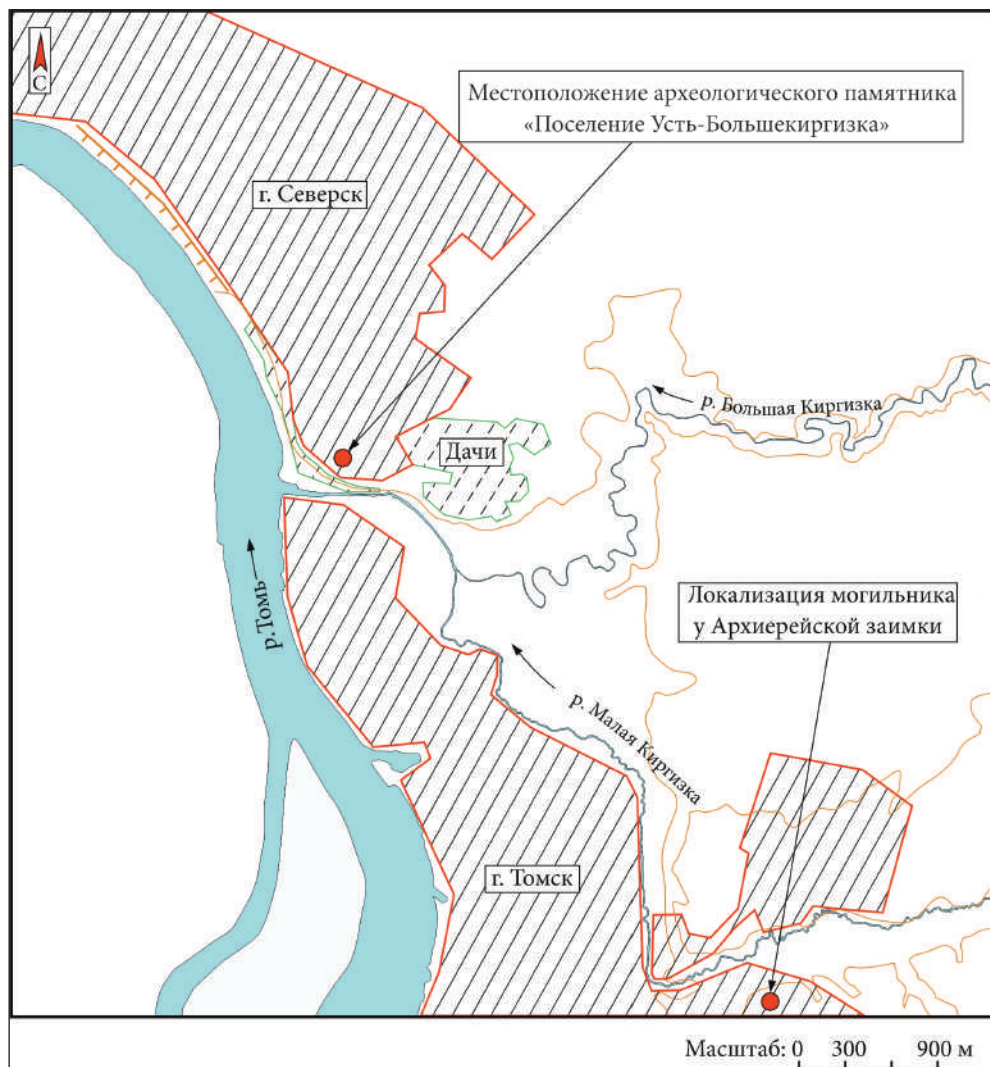 С
Местоположение археологического памятника
«Поселение Усть-Большекиргизка»
г. Северск
р. Большая Киргизка
Дачи
Локализация могильника
у Архиерейской заимки
р.Томь
р. Малая Киргизка
г. Томск
Масштаб: 0 300 900 м